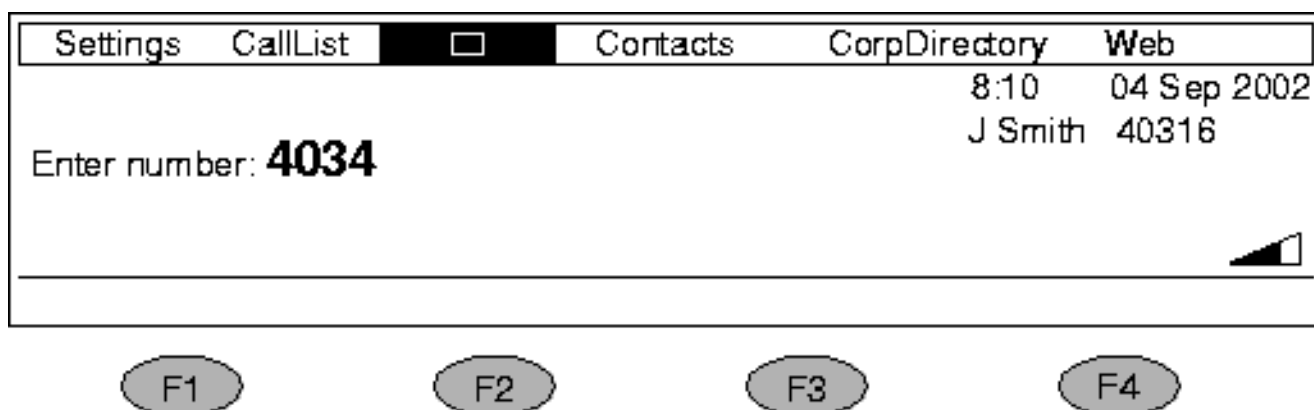 Settings CallList Contacts CorpDirectory Web
8:10 04 Sep 2002
J Smith 40316
Enter number: 4034
F1 F2 F3 F4